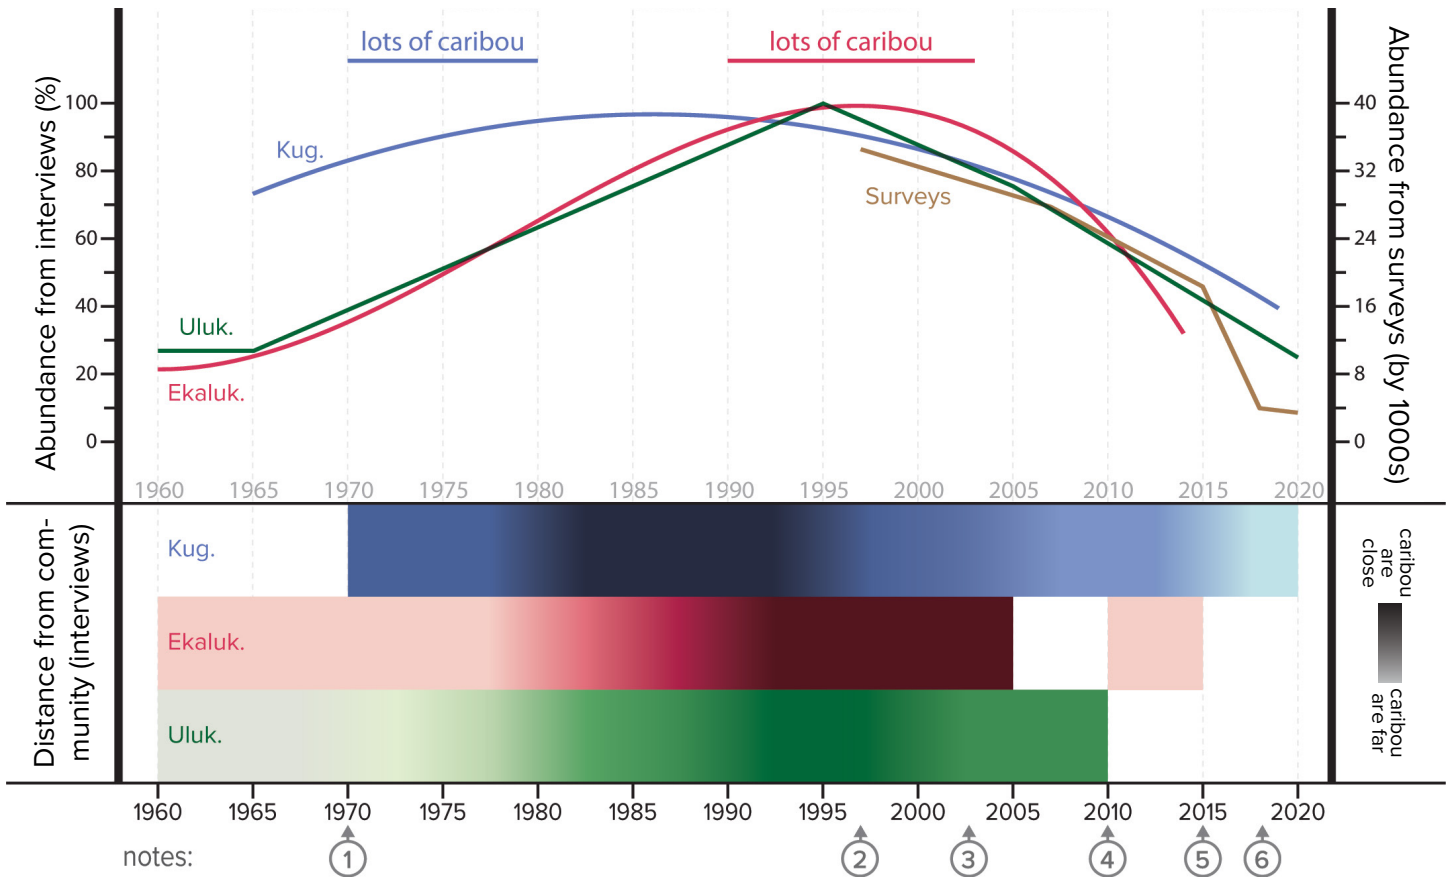 lots of caribou
lots of caribou
Abundance from interviews (%)
100
80
60
40
20
0
Kug.
Uluk.
Ekaluk.
Surveys
40
32
24
16
8
0
Abundance from surveys (by 1000s)
1960 1965 1970 1975 1980 1985 1990 1995 2000 2005 2010 2015 2020
Distance from com-
munity (interviews)
Kug.
Ekaluk.
Uluk.
caribou
are
close
caribou
are far
1960 1965 1970 1975 1980 1985 1990 1995 2000 2005 2010 2015 2020
notes: 1 2 3 4 5 6